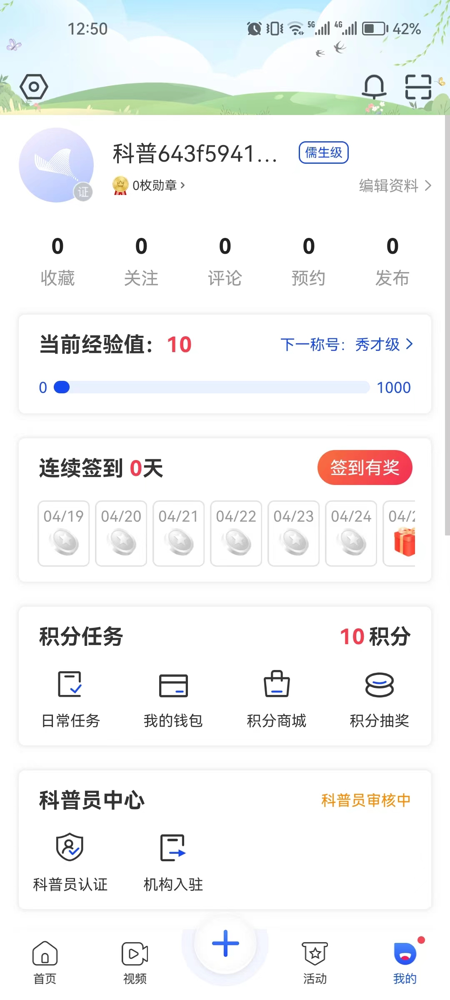 12:50
5G
4G
42%
科普643f5941...
儒生级
证
0枚勋章
编辑资料
0 0 0 0 0
收藏 关注 评论 预约 发布
当前经验值: 10
下一称号: 秀才级
0
1000
连续签到 0天
签到有奖
04/19 04/20 04/21 04/22 04/23 04/24 04/2
积分任务
10 积分
日常任务 我的钱包 积分商城 积分抽奖
科普员中心
科普员审核中
科普员认证 机构入驻
首页 视频 活动 我的